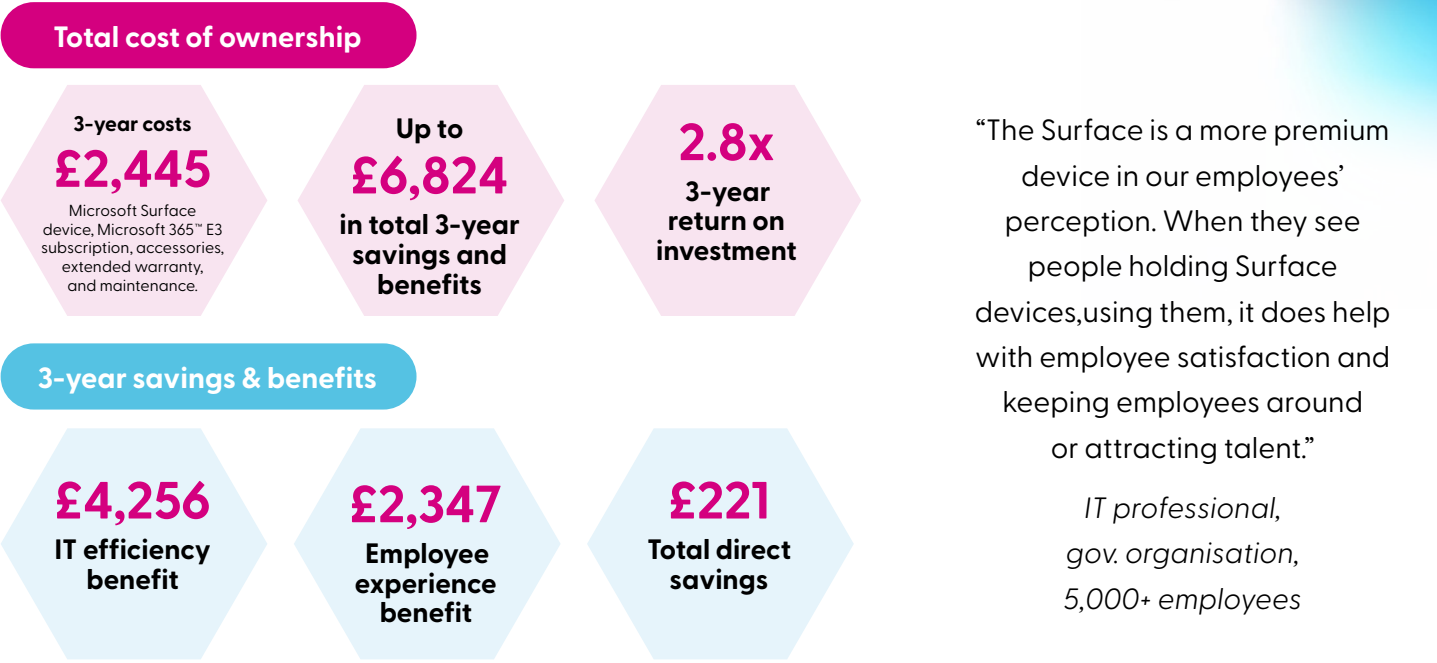 Total cost of ownership
3-year costs
£2,445
Microsoft Surface
device, Microsoft 365™ E3
subscription, accessories,
extended warranty,
and maintenance.
Up to
£6,824
in total 3-year
savings and
benefits
2.8x
3-year
return on
investment
3-year savings & benefits
£4,256
IT efficiency
benefit
£2,347
Employee
experience
benefit
£221
Total direct
savings
“The Surface is a more premium
device in our employees’
perception. When they see
people holding Surface
devices,using them, it does help
with employee satisfaction and
keeping employees around
or attracting talent.”
IT professional,
gov. organisation,
5,000+ employees